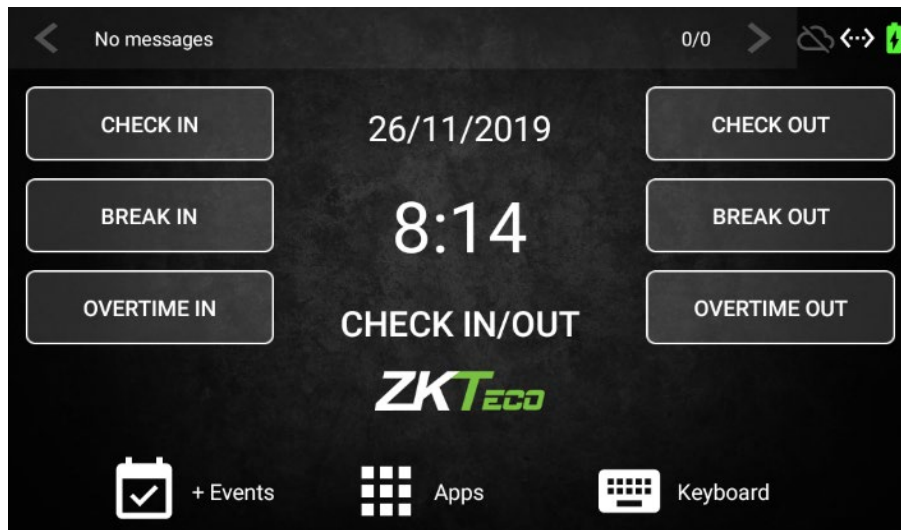 No messages 0/0
CHECK IN 26/11/2019 CHECK OUT
BREAK IN 8:14 BREAK OUT
OVERTIME IN CHECK IN/OUT OVERTIME OUT
ZKTECO
+ Events Apps Keyboard